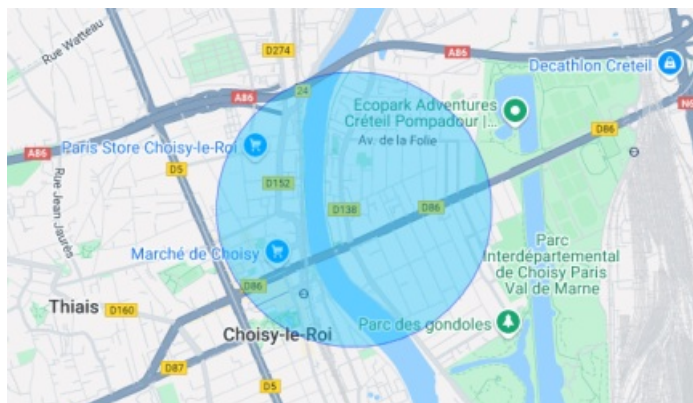 Rue Watteau
D274
A86
Decathlon Creteil
24
A86
N6
Ecopark Adventures
Créteil Pompadour |...
Av. de la Folie
D86
A86
Paris Store Choisy-le-Roi
D5
Rue Jean Jaurès
D152
D138
D86
Marché de Choisy
Parc
Interdépartemental
de Choisy Paris
Val de Marne
D86
Thiais
D160
Choisy-le-Roi
Parc des gondoles
D87
D5